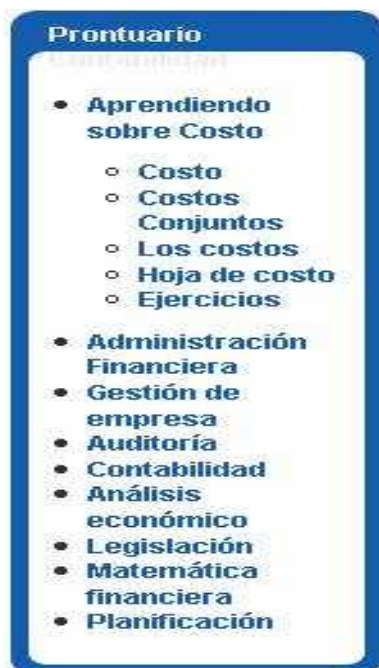 Prontuario
Aprendiendo
sobre Costo
Costo
Costos
Conjuntos
Los costos
Hoja de costo
Ejercicios
Administración
Financiera
Gestión de
empresa
Auditoría
Contabilidad
Análisis
económico
Legislación
Matemática
financiera
Planificación